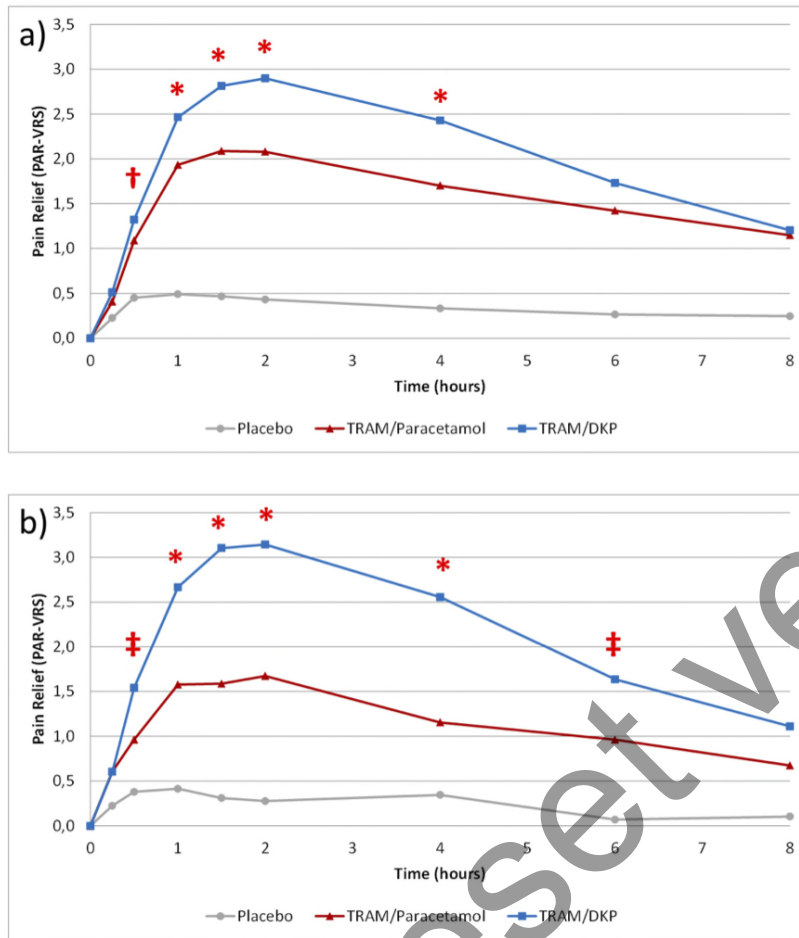 a)
3,5
3,0
2,5
2,0
1,5
1,0
0,5
0,0
Pain Relief (PAR-VRS)
* * * *
†
0 1 2 3 4 5 6 7 8
Time (hours)
Placebo TRAM/Paracetamol TRAM/DKP
b)
3,5
3,0
2,5
2,0
1,5
1,0
0,5
0,0
Pain Relief (PAR-VRS)
* * * *
‡ ‡
0 1 2 3 4 5 6 7 8
Time (hours)
Placebo TRAM/Paracetamol TRAM/DKP